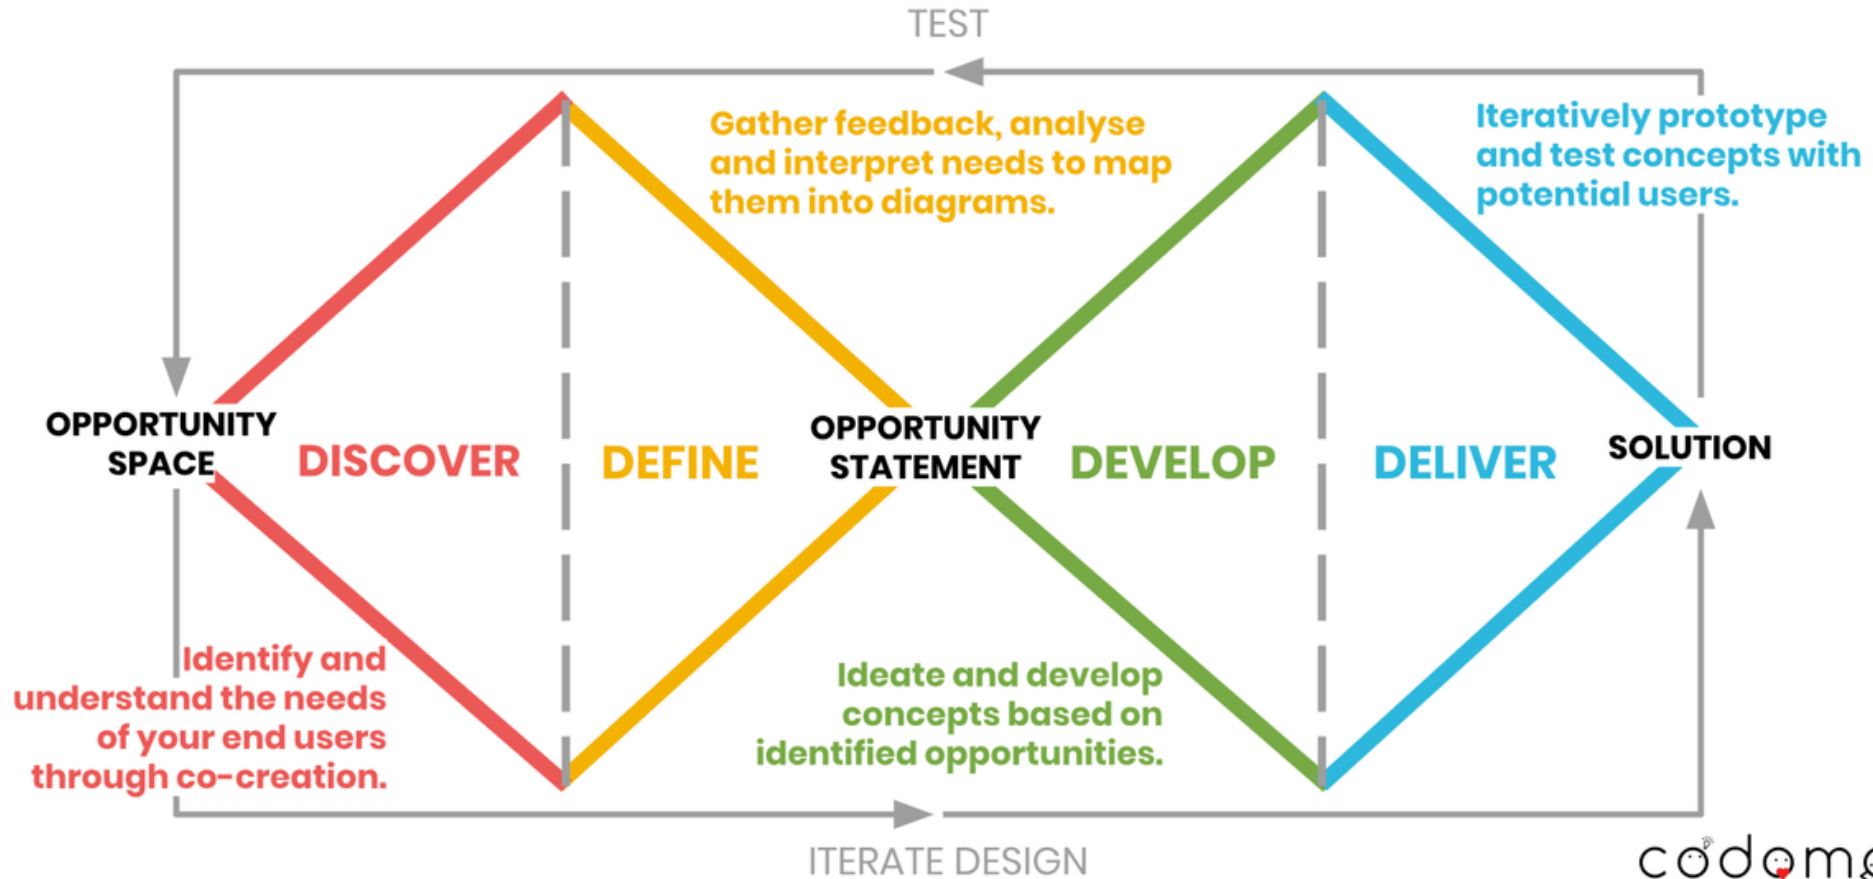 TEST
Gather feedback, analyse
and interpret needs to map
them into diagrams.
Iteratively prototype
and test concepts with
potential users.
OPPORTUNITY
SPACE
DISCOVER
DEFINE
OPPORTUNITY
STATEMENT
DEVELOP
DELIVER
SOLUTION
Identify and
understand the needs
of your end users
through co-creation.
Ideate and develop
concepts based on
identified opportunities.
ITERATE DESIGN